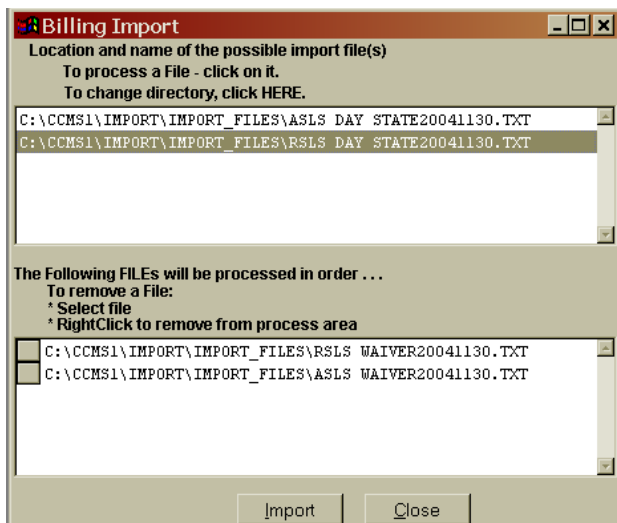 Billing Import
Location and name of the possible import file(s)
To process a File - click on it.
To change directory, click HERE.
C:\CCMS1\IMPORT\IMPORT_FILES\ASLS DAY STATE20041130.TXT
C:\CCMS1\IMPORT\IMPORT_FILES\RSLS DAY STATE20041130.TXT
The Following FILEs will be processed in order . . .
To remove a File:
* Select file
* RightClick to remove from process area
C:\CCMS1\IMPORT\IMPORT_FILES\RSLS WAIVER20041130.TXT
C:\CCMS1\IMPORT\IMPORT_FILES\ASLS WAIVER20041130.TXT
Import Close